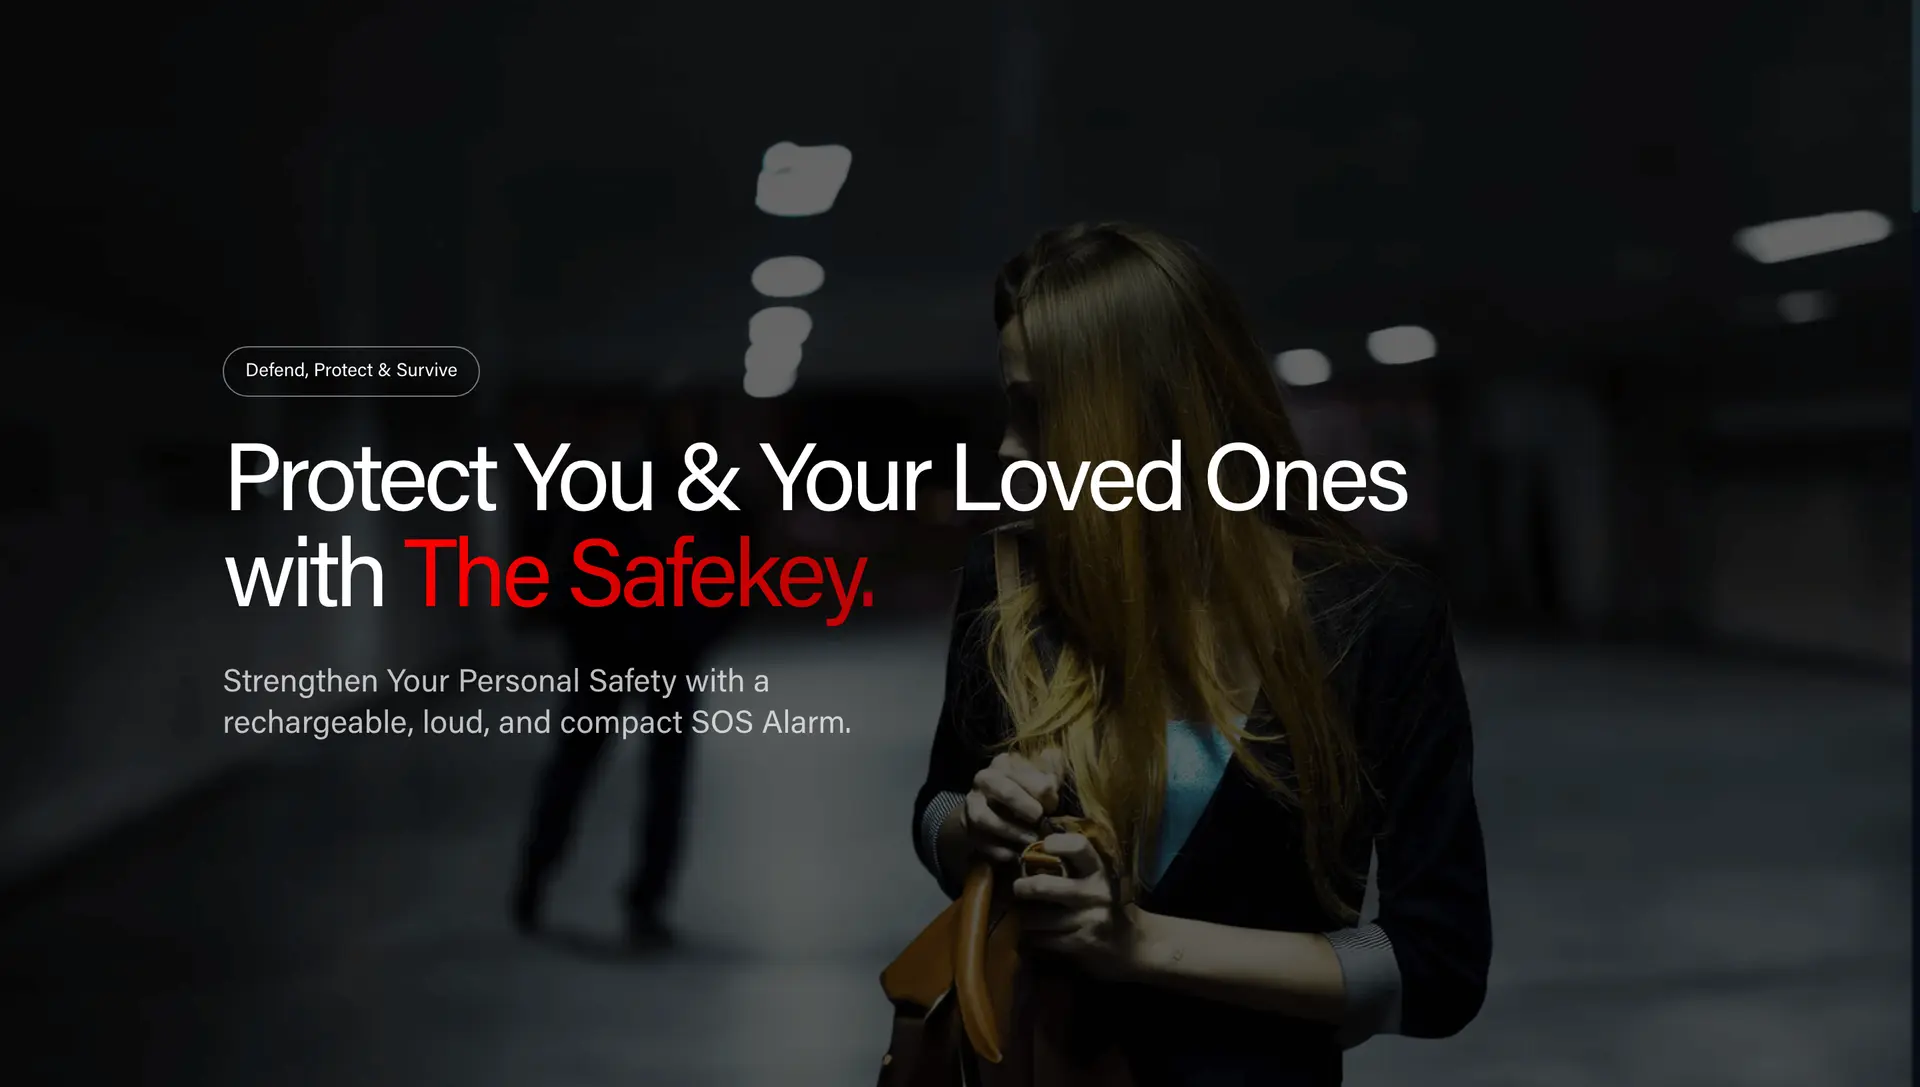 Defend, Protect & Survive
Protect You & Your Loved Ones
with The Safekey.
Strengthen Your Personal Safety with a
rechargeable, loud, and compact SOS Alarm.